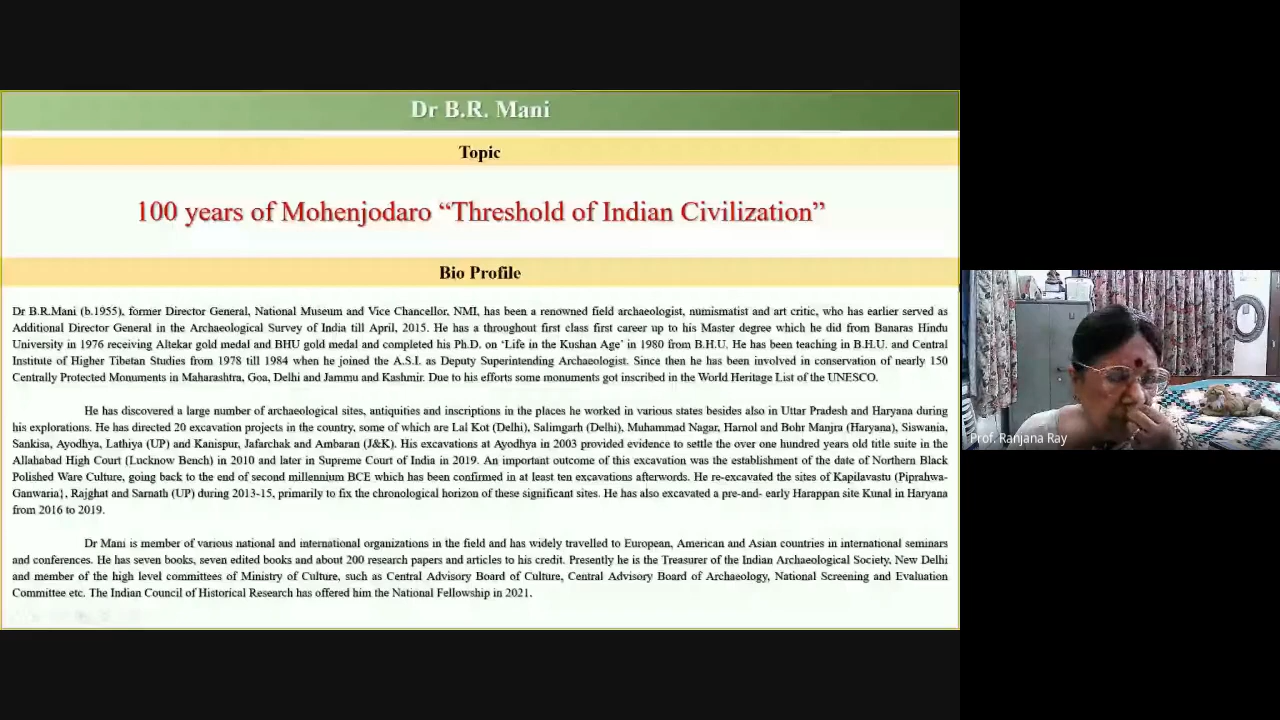 Dr B.R. Mani
Topic
100 years of Mohenjodaro “Threshold of Indian Civilization”
Bio Profile
Dr B.R.Mani (b.1955), former Director General, National Museum and Vice Chancellor, NMI, has been a renowned field archaeologist, numismatist and art critic, who has earlier served as
Additional Director General in the Archaeological Survey of India till April, 2015. He has a throughout first class first career up to his Master degree which he did from Banaras Hindu
University in 1976 receiving Altekar gold medal and BHU gold medal and completed his Ph.D. on ‘Life in the Kushan Age’ in 1980 from B.H.U. He has been teaching in B.H.U. and Central
Institute of Higher Tibetan Studies from 1978 till 1984 when he joined the A.S.I. as Deputy Superintending Archaeologist. Since then he has been involved in conservation of nearly 150
Centrally Protected Monuments in Maharashtra, Goa, Delhi and Jammu and Kashmir. Due to his efforts some monuments got inscribed in the World Heritage List of the UNESCO.
He has discovered a large number of archaeological sites, antiquities and inscriptions in the places he worked in various states besides also in Uttar Pradesh and Haryana during
his explorations. He has directed 20 excavation projects in the country, some of which are Lal Kot (Delhi), Salimgarh (Delhi), Muhammad Nagar, Harnol and Bohr Manjra (Haryana), Siswania,
Sankisa, Ayodhya, Lathiya (UP) and Kanispur, Jafarchak and Ambaran (J&K). His excavations at Ayodhya in 2003 provided evidence to settle the over one hundred years old title suite in the
Allahabad High Court (Lucknow Bench) in 2010 and later in Supreme Court of India in 2019. An important outcome of this excavation was the establishment of the date of Northern Black
Polished Ware Culture, going back to the end of second millennium BCE which has been confirmed in at least ten excavations afterwards. He re-excavated the sites of Kapilavastu (Piprahwa-
Ganwaria}, Rajghat and Sarnath (UP) during 2013-15, primarily to fix the chronological horizon of these significant sites. He has also excavated a pre-and- early Harappan site Kunal in Haryana
from 2016 to 2019.
Dr Mani is member of various national and international organizations in the field and has widely travelled to European, American and Asian countries in international seminars
and conferences. He has seven books, seven edited books and about 200 research papers and articles to his credit. Presently he is the Treasurer of the Indian Archaeological Society, New Delhi
and member of the high level committees of Ministry of Culture, such as Central Advisory Board of Culture, Central Advisory Board of Archaeology, National Screening and Evaluation
Committee etc. The Indian Council of Historical Research has offered him the National Fellowship in 2021.
Prof. Ranjana Ray